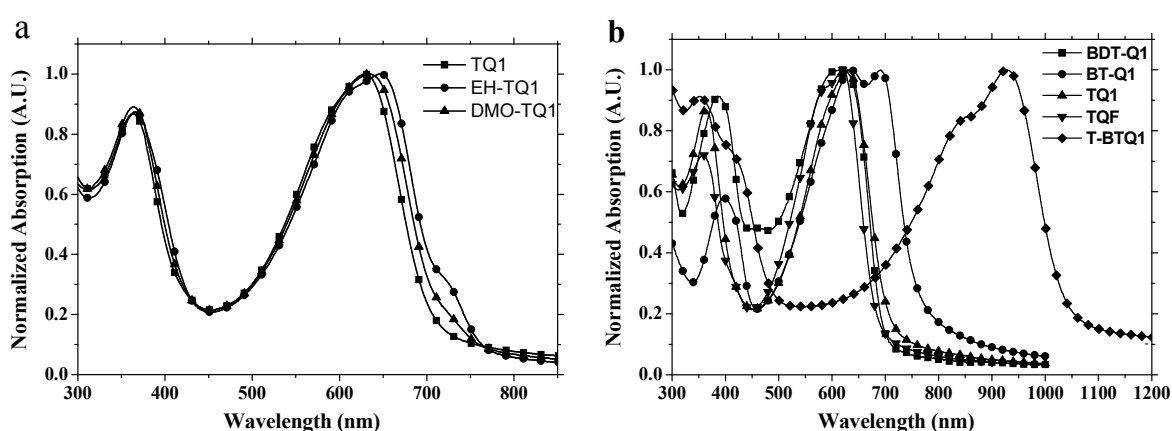 a
Normalized Absorption (A.U.)
1.0
0.8
0.6
0.4
0.2
0.0
300 400 500 600 700 800
Wavelength (nm)
TQ1
EH-TQ1
DMO-TQ1
b
Normalized Absorption (A.U.)
1.0
0.8
0.6
0.4
0.2
0.0
300 400 500 600 700 800 900 1000 1100 1200
Wavelength (nm)
BDT-Q1
BT-Q1
TQ1
TQF
T-BTQ1